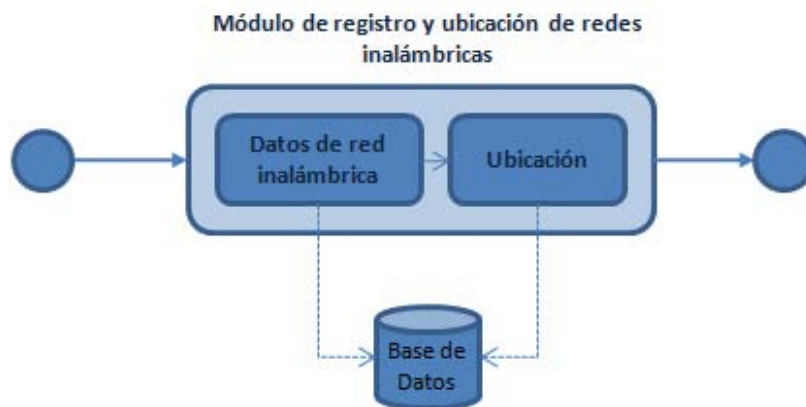 Módulo de registro y ubicación de redes
inalámbricas
Datos de red
inalámbrica
Ubicación
Base de
Datos